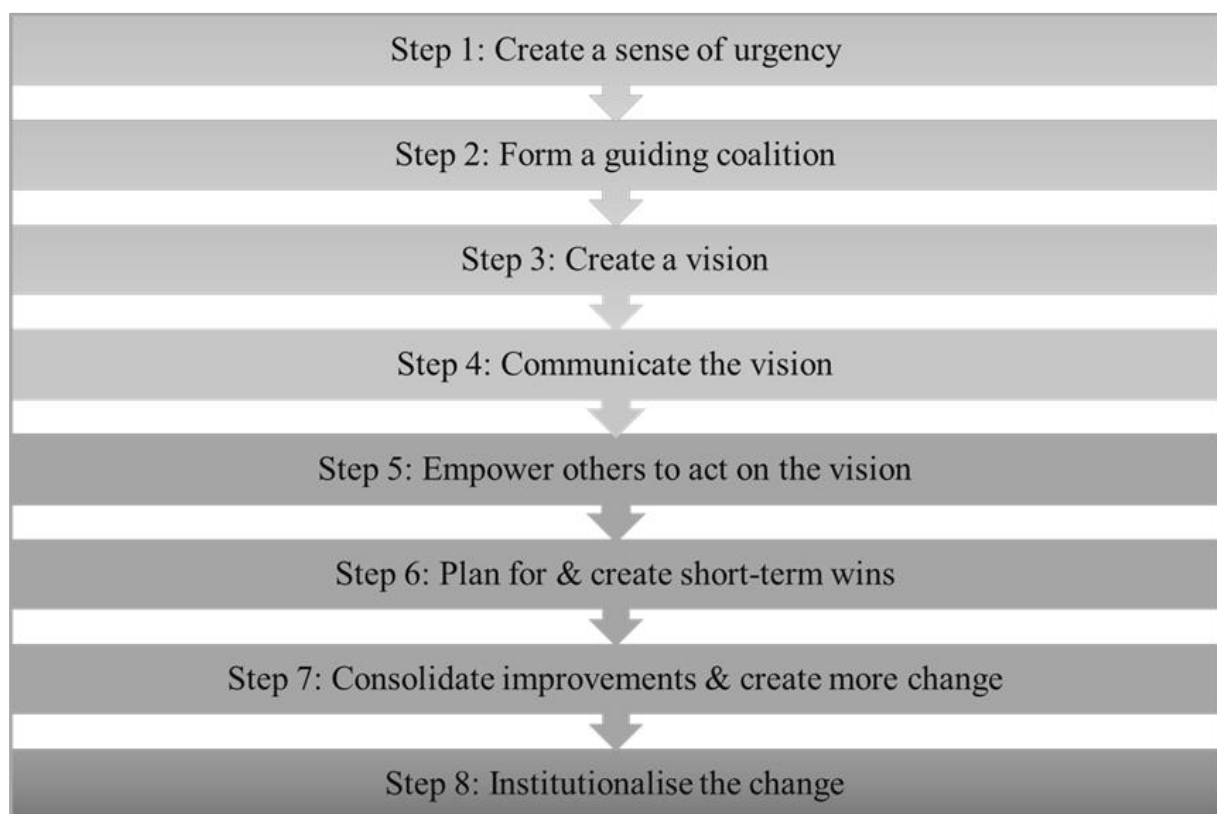 Step 1: Create a sense of urgency
Step 2: Form a guiding coalition
Step 3: Create a vision
Step 4: Communicate the vision
Step 5: Empower others to act on the vision
Step 6: Plan for & create short-term wins
Step 7: Consolidate improvements & create more change
Step 8: Institutionalise the change